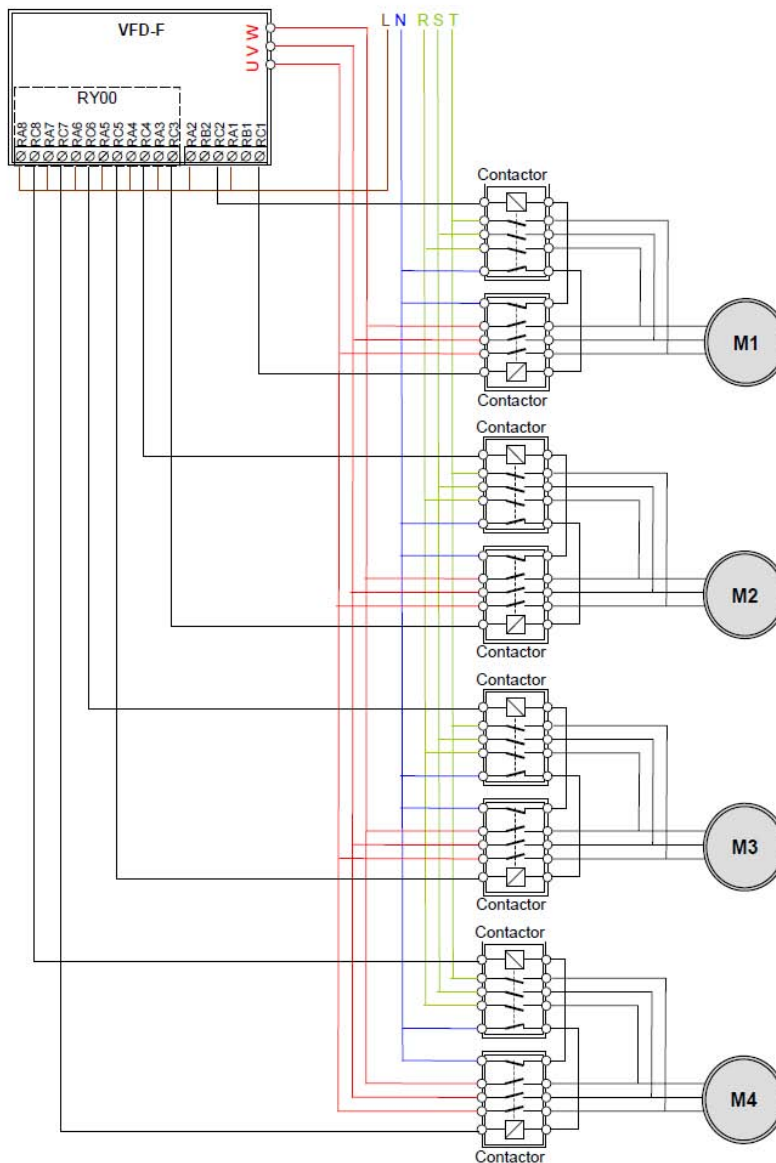 VFD-F
U V W
L N R S T
RY00
RA8 RC8 RA7 RC7 RA6 RC6 RA5 RC5 RA4 RC4 RA3 RC3 RA2 RB2 RC2 RA1 RB1 RC1
Contactor
M1
Contactor
Contactor
M2
Contactor
Contactor
M3
Contactor
Contactor
M4
Contactor